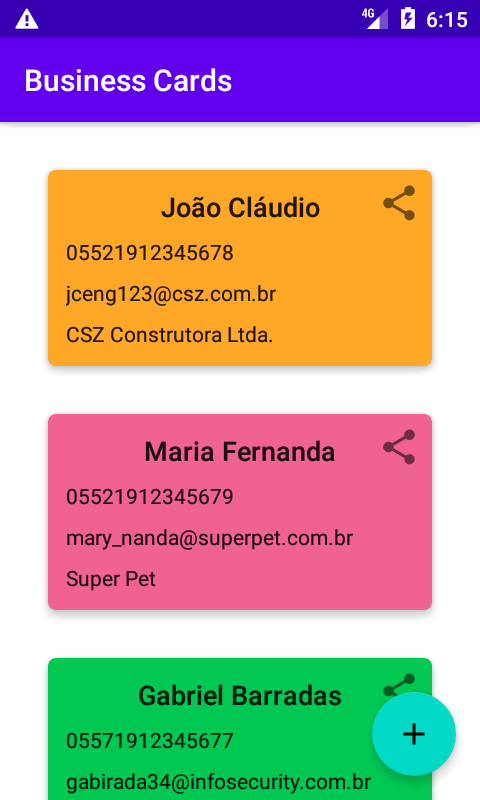 4G 6:15
Business Cards
João Cláudio
05521912345678
jceng123@csz.com.br
CSZ Construtora Ltda.
Maria Fernanda
05521912345679
mary_nanda@superpet.com.br
Super Pet
Gabriel Barradas
05571912345677
gabirada34@infosecurity.com.br